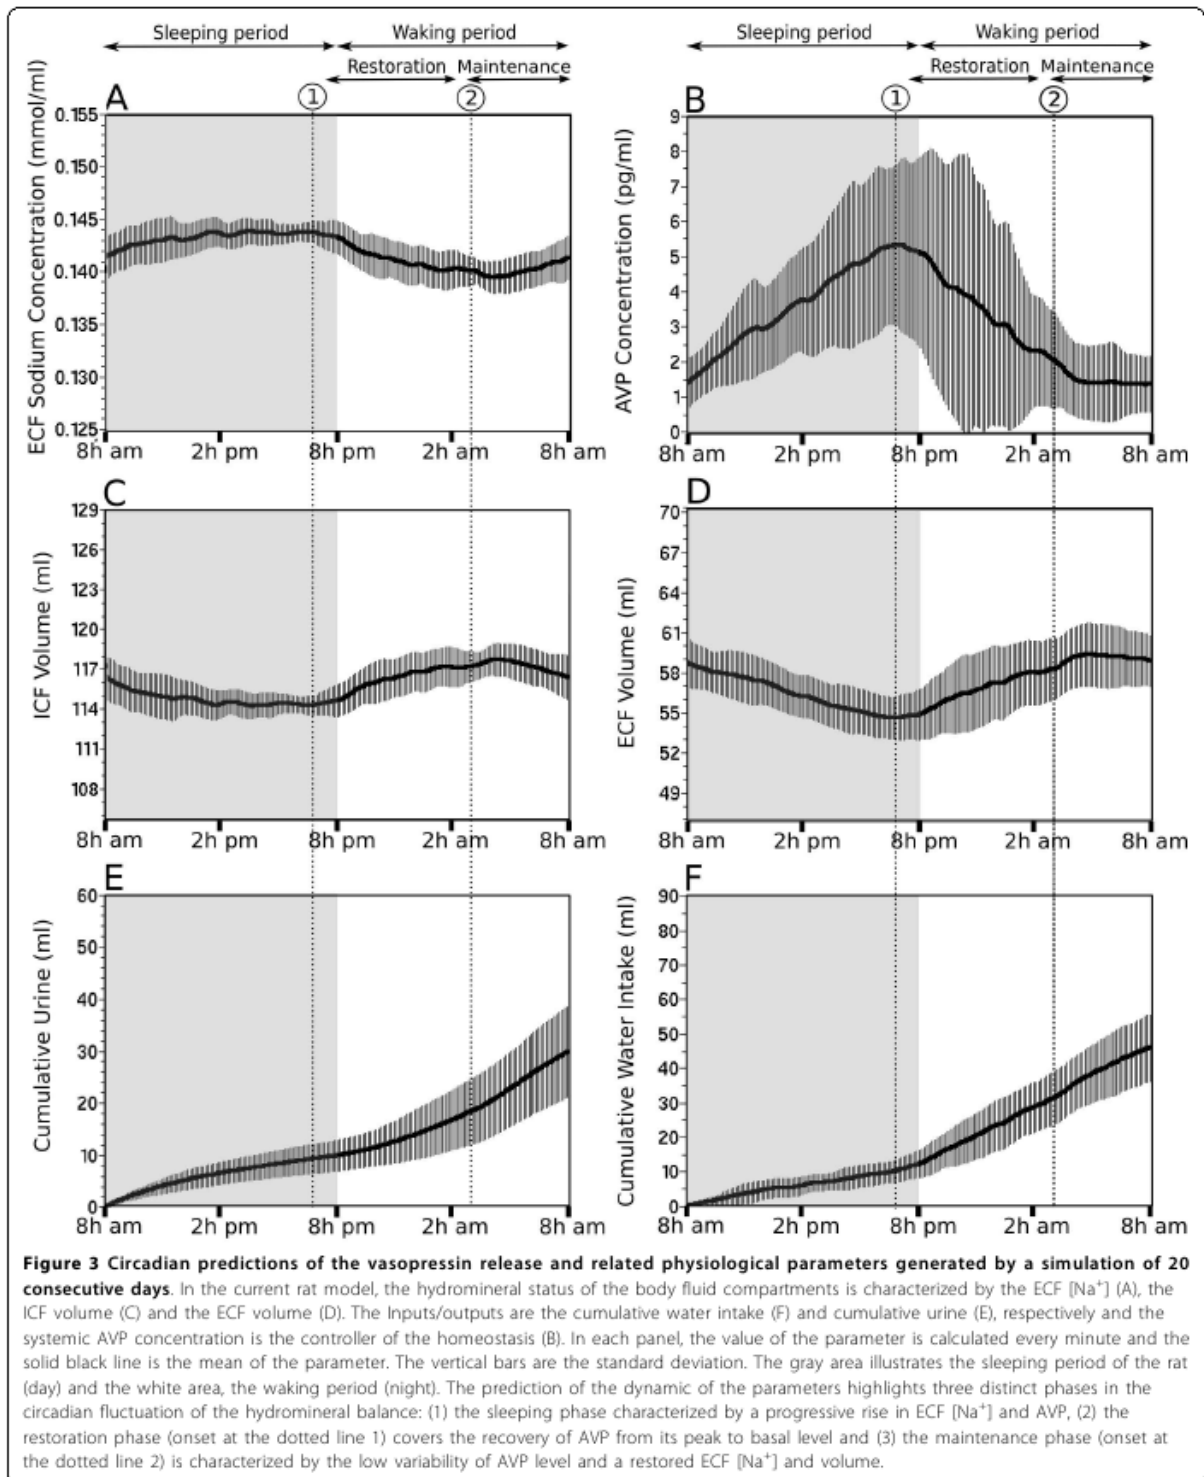 Sleeping period Waking period
Restoration Maintenance
① ②
A
ECF Sodium Concentration (mmol/ml)
0.155
0.150
0.145
0.140
0.135
0.130
0.125
8h am 2h pm 8h pm 2h am 8h am
Sleeping period Waking period
Restoration Maintenance
① ②
B
AVP Concentration (pg/ml)
9
8
7
6
5
4
3
2
1
0
8h am 2h pm 8h pm 2h am 8h am
C
ICF Volume (ml)
129
126
123
120
117
114
111
108
8h am 2h pm 8h pm 2h am 8h am
D
ECF Volume (ml)
70
67
64
61
58
55
52
49
8h am 2h pm 8h pm 2h am 8h am
E
Cumulative Urine (ml)
60
50
40
30
20
10
0
8h am 2h pm 8h pm 2h am 8h am
F
Cumulative Water Intake (ml)
90
80
70
60
50
40
30
20
10
0
8h am 2h pm 8h pm 2h am 8h am
Figure 3 Circadian predictions of the vasopressin release and related physiological parameters generated by a simulation of 20
consecutive days. In the current rat model, the hydromineral status of the body fluid compartments is characterized by the ECF [Na⁺] (A), the
ICF volume (C) and the ECF volume (D). The Inputs/outputs are the cumulative water intake (F) and cumulative urine (E), respectively and the
systemic AVP concentration is the controller of the homeostasis (B). In each panel, the value of the parameter is calculated every minute and the
solid black line is the mean of the parameter. The vertical bars are the standard deviation. The gray area illustrates the sleeping period of the rat
(day) and the white area, the waking period (night). The prediction of the dynamic of the parameters highlights three distinct phases in the
circadian fluctuation of the hydromineral balance: (1) the sleeping phase characterized by a progressive rise in ECF [Na⁺] and AVP, (2) the
restoration phase (onset at the dotted line 1) covers the recovery of AVP from its peak to basal level and (3) the maintenance phase (onset at
the dotted line 2) is characterized by the low variability of AVP level and a restored ECF [Na⁺] and volume.